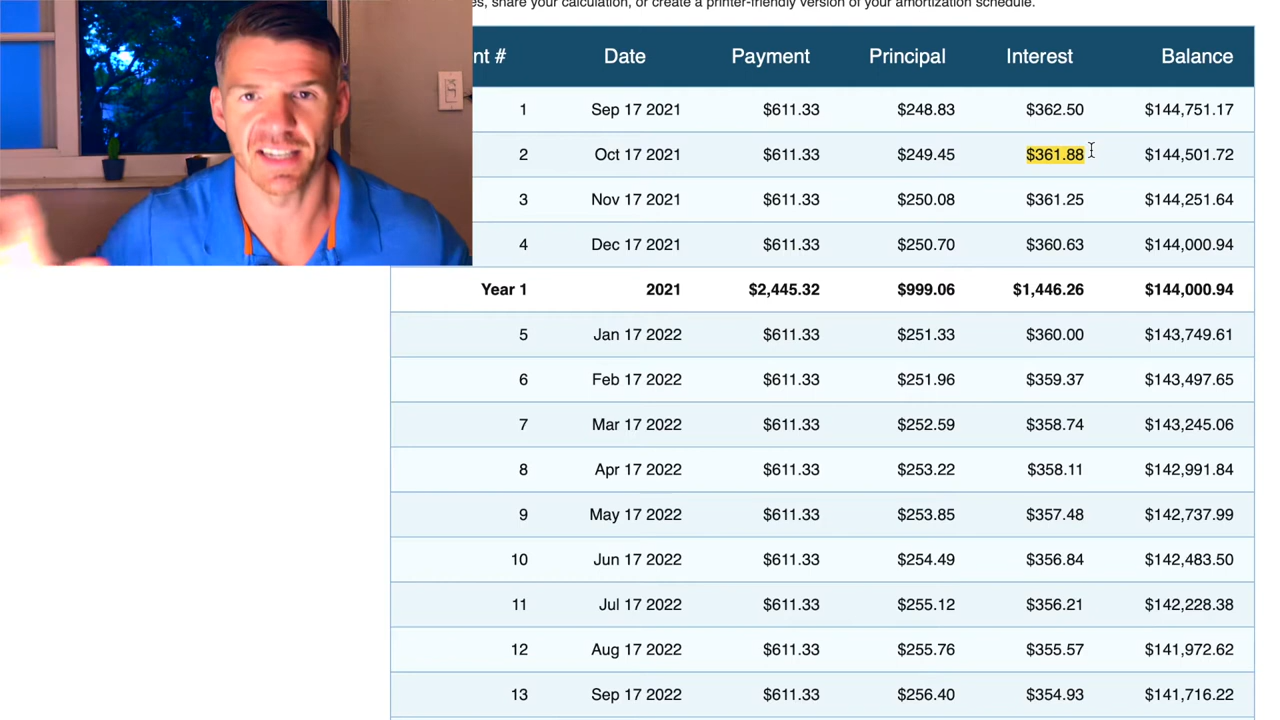 es, share your calculation, or create a printer-friendly version of your amortization schedule.
nt # Date Payment Principal Interest Balance
1 Sep 17 2021 $611.33 $248.83 $362.50 $144,751.17
2 Oct 17 2021 $611.33 $249.45 $361.88 $144,501.72
3 Nov 17 2021 $611.33 $250.08 $361.25 $144,251.64
4 Dec 17 2021 $611.33 $250.70 $360.63 $144,000.94
Year 1 2021 $2,445.32 $999.06 $1,446.26 $144,000.94
5 Jan 17 2022 $611.33 $251.33 $360.00 $143,749.61
6 Feb 17 2022 $611.33 $251.96 $359.37 $143,497.65
7 Mar 17 2022 $611.33 $252.59 $358.74 $143,245.06
8 Apr 17 2022 $611.33 $253.22 $358.11 $142,991.84
9 May 17 2022 $611.33 $253.85 $357.48 $142,737.99
10 Jun 17 2022 $611.33 $254.49 $356.84 $142,483.50
11 Jul 17 2022 $611.33 $255.12 $356.21 $142,228.38
12 Aug 17 2022 $611.33 $255.76 $355.57 $141,972.62
13 Sep 17 2022 $611.33 $256.40 $354.93 $141,716.22